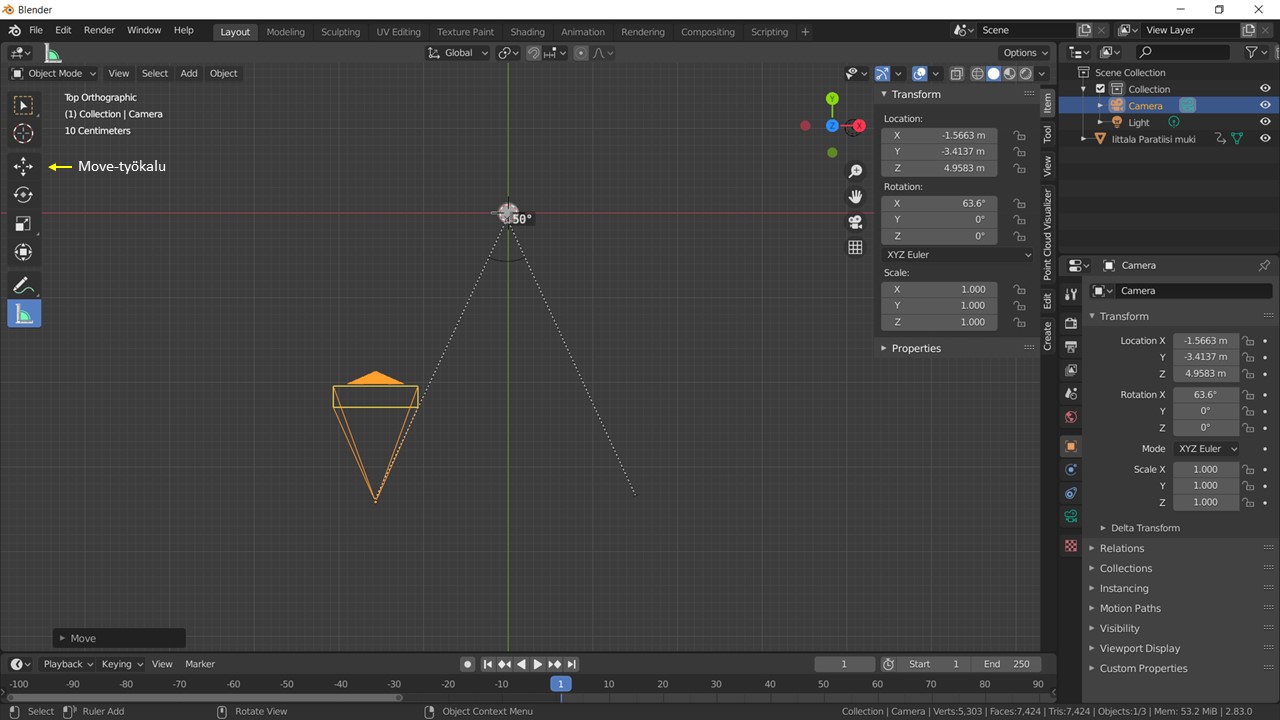 Blender
File Edit Render Window Help Layout Modeling Sculpting UV Editing Texture Paint Shading Animation Rendering Compositing Scripting + Scene View Layer
Global Options
Object Mode View Select Add Object
Top Orthographic
(1) Collection | Camera
10 Centimeters
Move-työkalu
50°
Y
Z X
Transform
Location:
X -1.5663 m
Y -3.4137 m
Z 4.9583 m
Rotation:
X 63.6°
Y 0°
Z 0°
XYZ Euler
Scale:
X 1.000
Y 1.000
Z 1.000
Properties
Item
Tool
View
Point Cloud Visualizer
Edit
Create
Scene Collection
Collection
Camera
Light
Iittala Paratiisi muki
Camera
Camera
Transform
Location X -1.5663 m
Y -3.4137 m
Z 4.9583 m
Rotation X 63.6°
Y 0°
Z 0°
Mode XYZ Euler
Scale X 1.000
Y 1.000
Z 1.000
Delta Transform
Relations
Collections
Instancing
Motion Paths
Visibility
Viewport Display
Custom Properties
Move
Playback Keying View Marker 1 Start 1 End 250
-100 -90 -80 -70 -60 -50 -40 -30 -20 -10 1 10 20 30 40 50 60 70 80 90
Select Ruler Add Rotate View Object Context Menu Collection | Camera | Verts:5,303 | Faces:7,424 | Tris:7,424 | Objects:1/3 | Mem: 53.2 MiB | 2.83.0